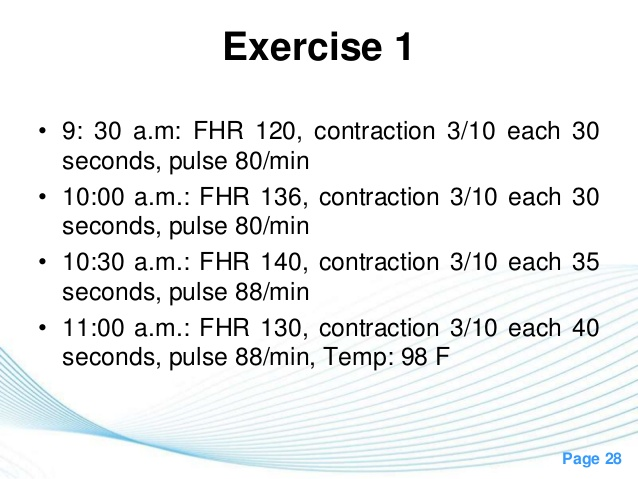 Exercise 1
• 9: 30 a.m: FHR 120, contraction 3/10 each 30
seconds, pulse 80/min
• 10:00 a.m.: FHR 136, contraction 3/10 each 30
seconds, pulse 80/min
• 10:30 a.m.: FHR 140, contraction 3/10 each 35
seconds, pulse 88/min
• 11:00 a.m.: FHR 130, contraction 3/10 each 40
seconds, pulse 88/min, Temp: 98 F
Page 28